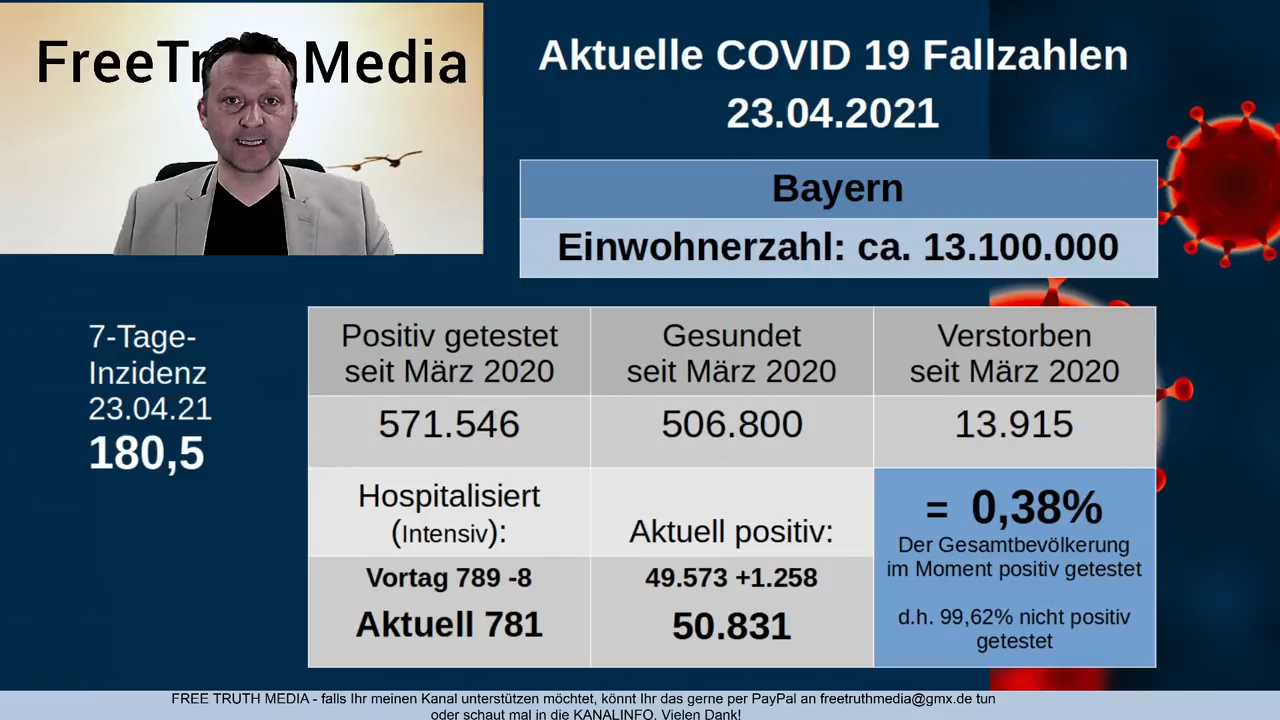 FreeTruthMedia
Aktuelle COVID 19 Fallzahlen
23.04.2021
Bayern
Einwohnerzahl: ca. 13.100.000
7-Tage-
Inzidenz
23.04.21
180,5
Positiv getestet
seit März 2020
Gesundet
seit März 2020
Verstorben
seit März 2020
571.546
506.800
13.915
Hospitalisiert
(Intensiv):
Aktuell positiv:
Vortag 789 -8
Aktuell 781
49.573 +1.258
50.831
= 0,38%
Der Gesamtbevölkerung
im Moment positiv getestet
d.h. 99,62% nicht positiv
getestet
FREE TRUTH MEDIA - falls Ihr meinen Kanal unterstützen möchtet, könnt Ihr das gerne per PayPal an freetruthmedia@gmx.de tun
oder schaut mal in die KANALINFO. Vielen Dank!